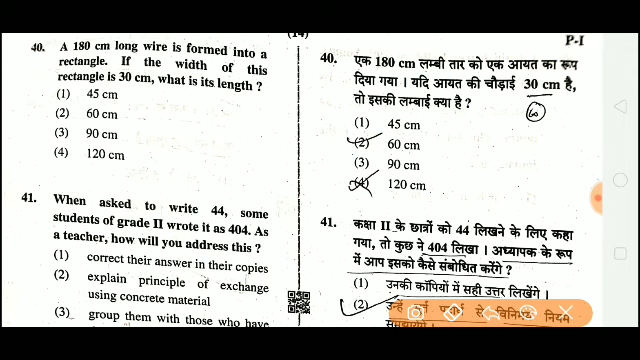 (14)
P-I
40. A 180 cm long wire is formed into a
rectangle. If the width of this
rectangle is 30 cm, what is its length ?
(1) 45 cm
(2) 60 cm
(3) 90 cm
(4) 120 cm
41. When asked to write 44, some
students of grade II wrote it as 404. As
a teacher, how will you address this ?
(1) correct their answer in their copies
(2) explain principle of exchange
using concrete material
(3) group them with those who have
40. एक 180 cm लम्बी तार को एक आयत का रूप
दिया गया । यदि आयत की चौड़ाई 30 cm है,
तो इसकी लम्बाई क्या है ?
60
(1) 45 cm
(2) 60 cm
(3) 90 cm
(4) 120 cm
41. कक्षा II के छात्रों को 44 लिखने के लिए कहा
गया, तो कुछ ने 404 लिखा । अध्यापक के रूप
में आप इसको कैसे संबोधित करेंगे ?
(1) उनकी कॉपियों में सही उत्तर लिखेंगे ।
(2) उन्हें से विनिमय नियम